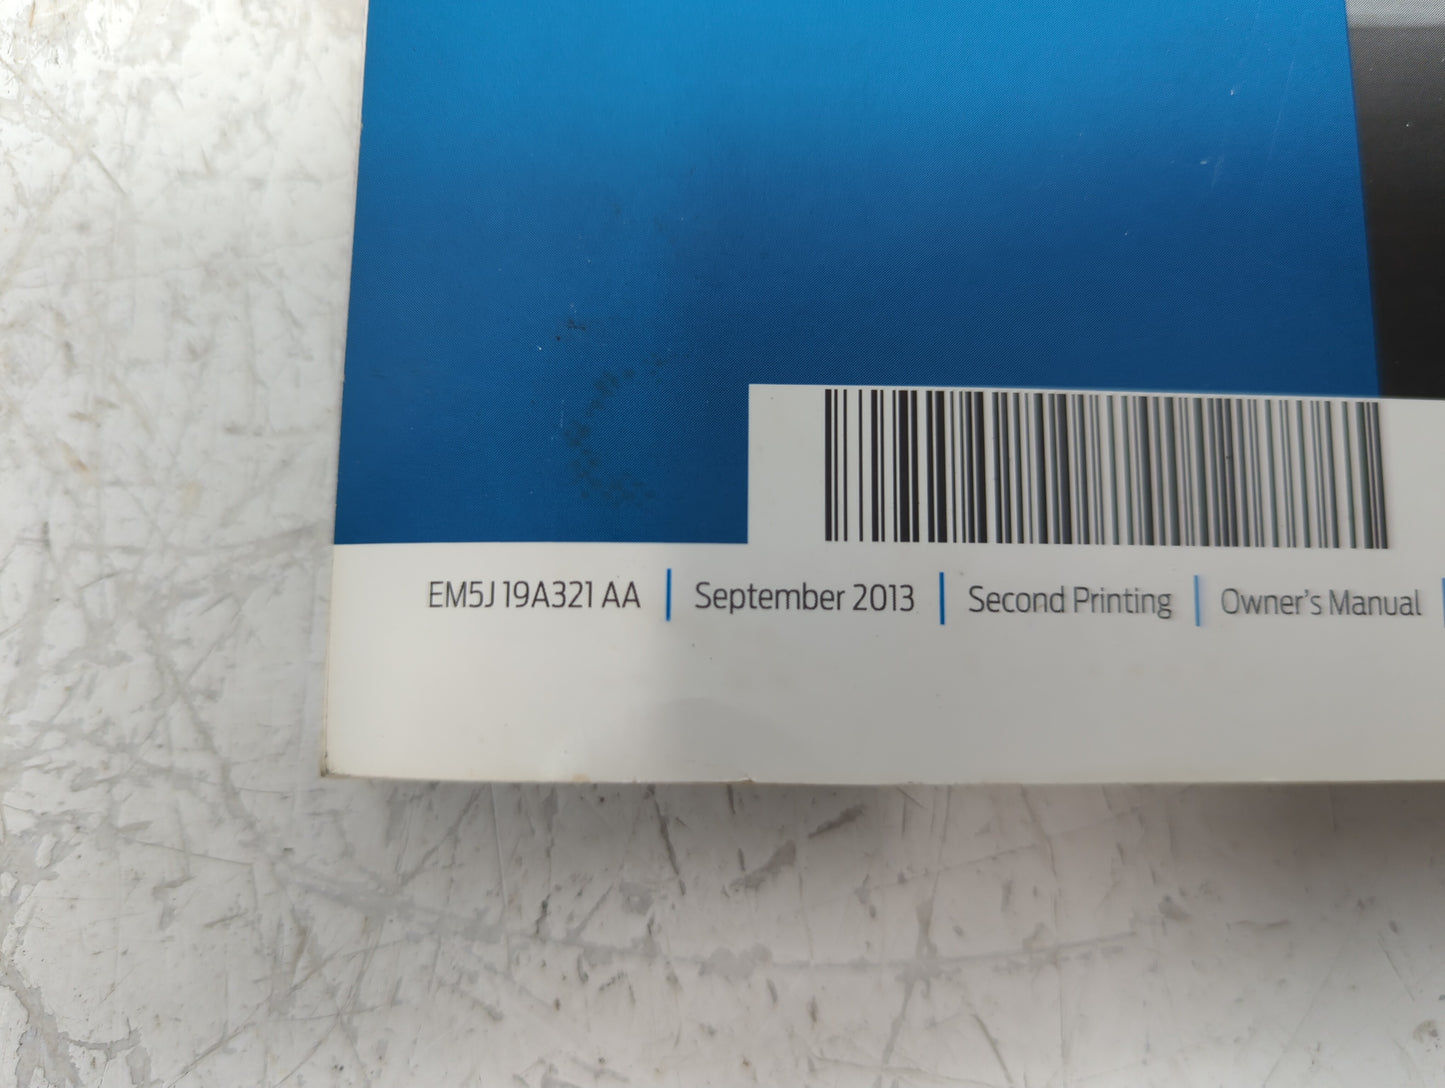 EM5J 19A321 AA | September 2013 | Second Printing | Owner's Manual |